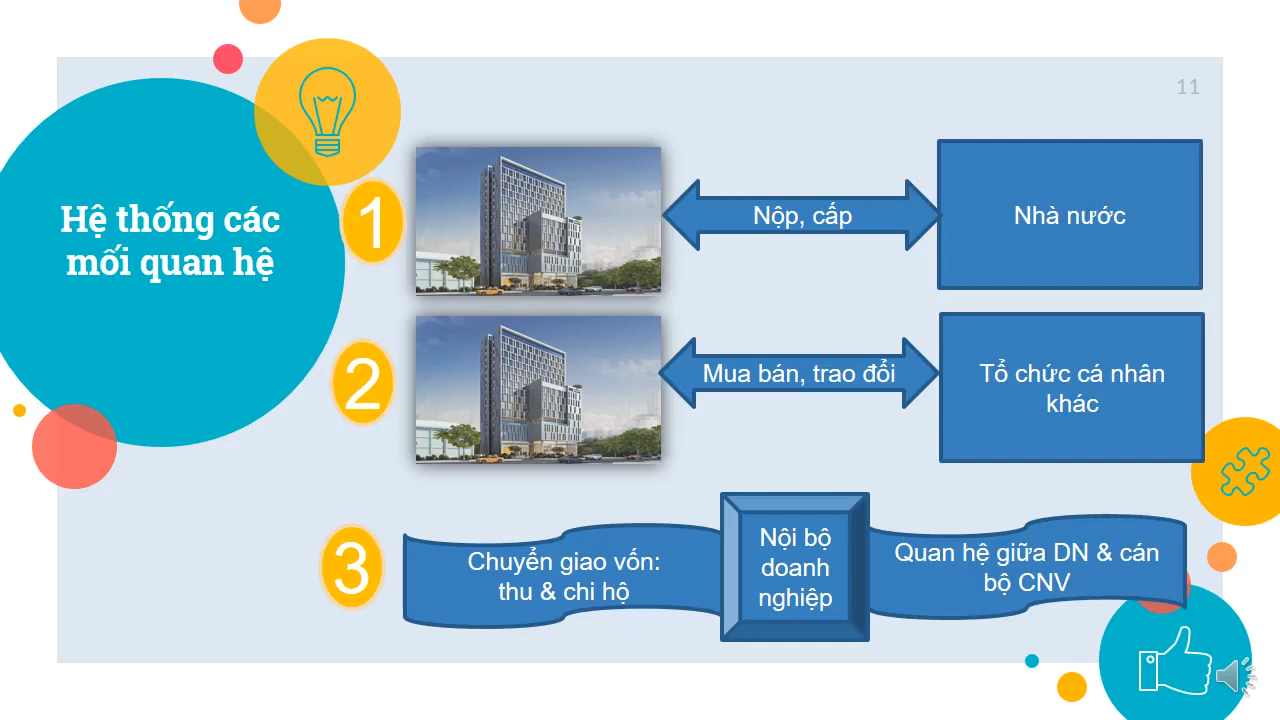 11
Hệ thống các
mối quan hệ
1
Nộp, cấp
Nhà nước
2
Mua bán, trao đổi
Tổ chức cá nhân
khác
3
Chuyển giao vốn:
thu & chi hộ
Nội bộ
doanh
nghiệp
Quan hệ giữa DN & cán
bộ CNV